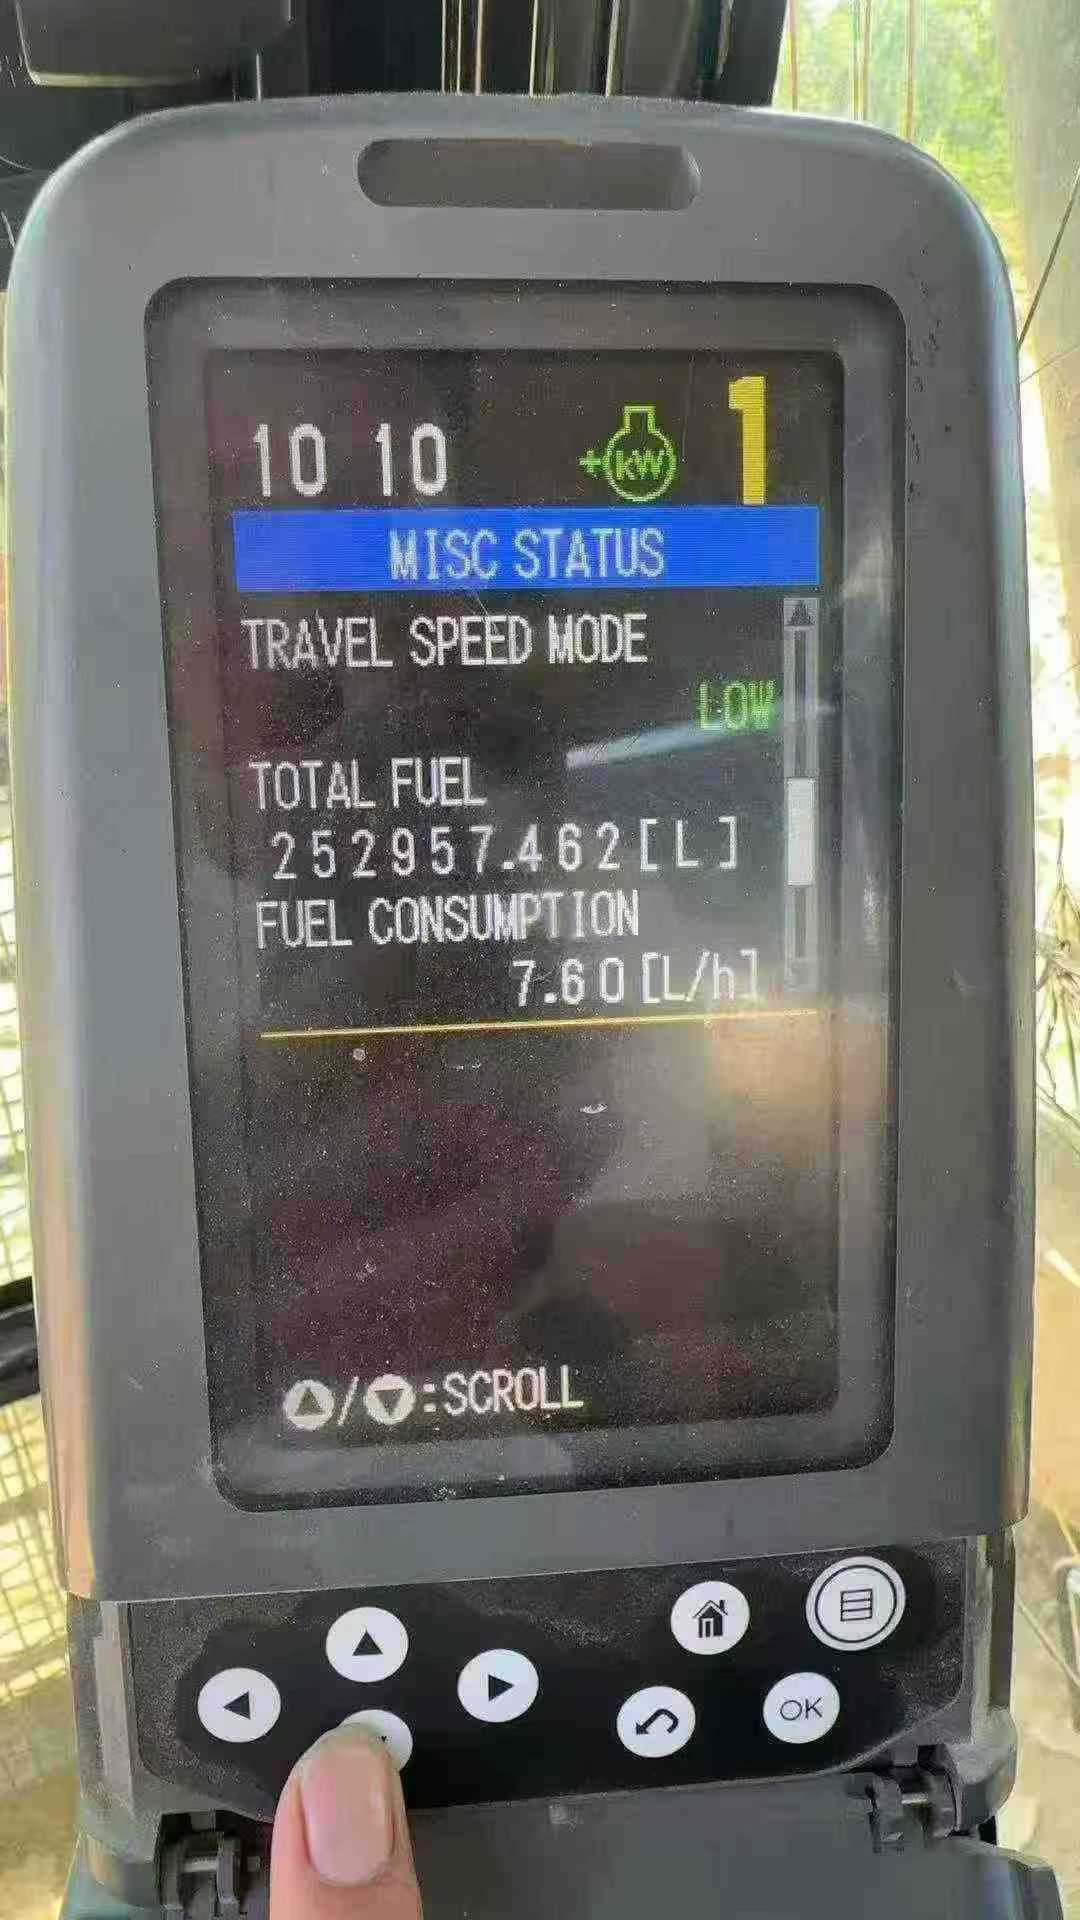 10 10 +kW 1
MISC STATUS
TRAVEL SPEED MODE
LOW
TOTAL FUEL
252957.462[L]
FUEL CONSUMPTION
7.60[L/h]
▲/▼:SCROLL
OK